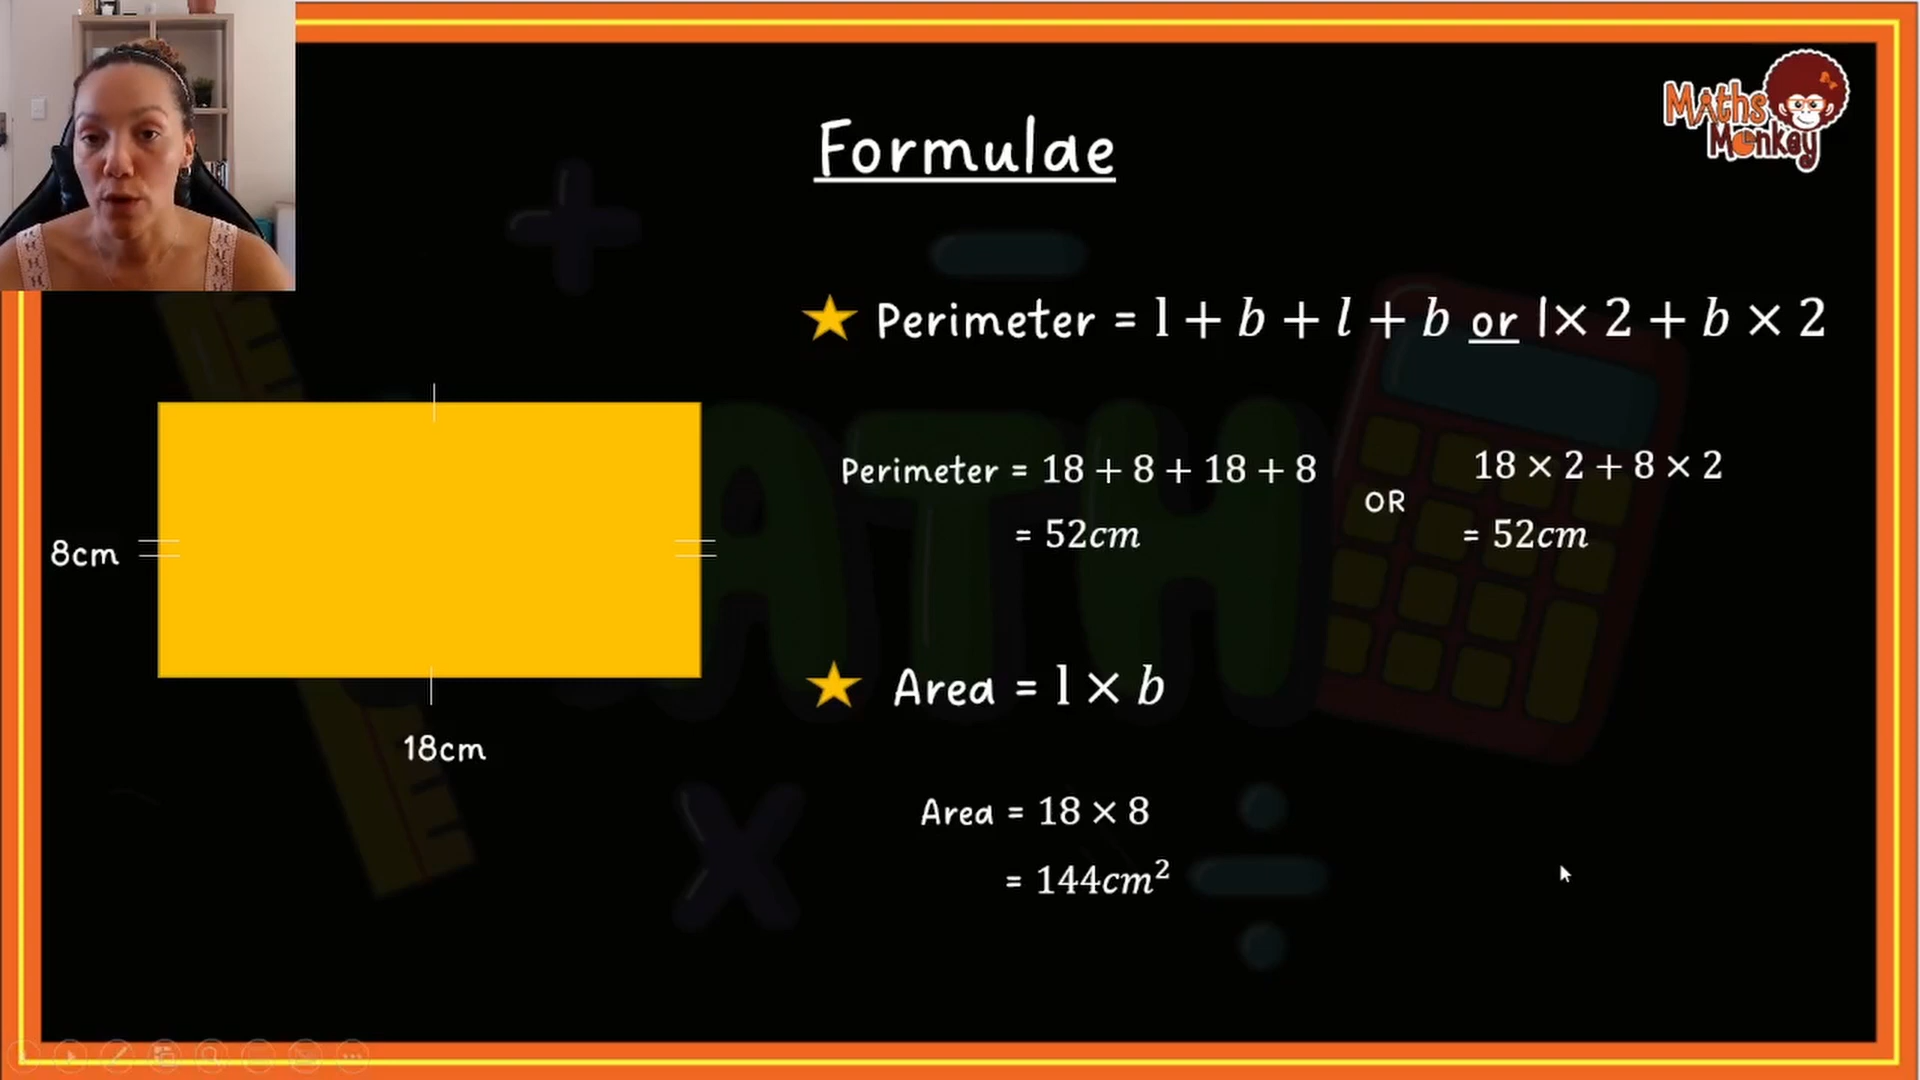 Maths
Monkey
Formulae
Perimeter = l + b + l + b or l× 2 + b × 2
8cm
18cm
Perimeter = 18 + 8 + 18 + 8
= 52cm
OR
18 × 2 + 8 × 2
= 52cm
Area = l × b
Area = 18 × 8
= 144cm²
MATH